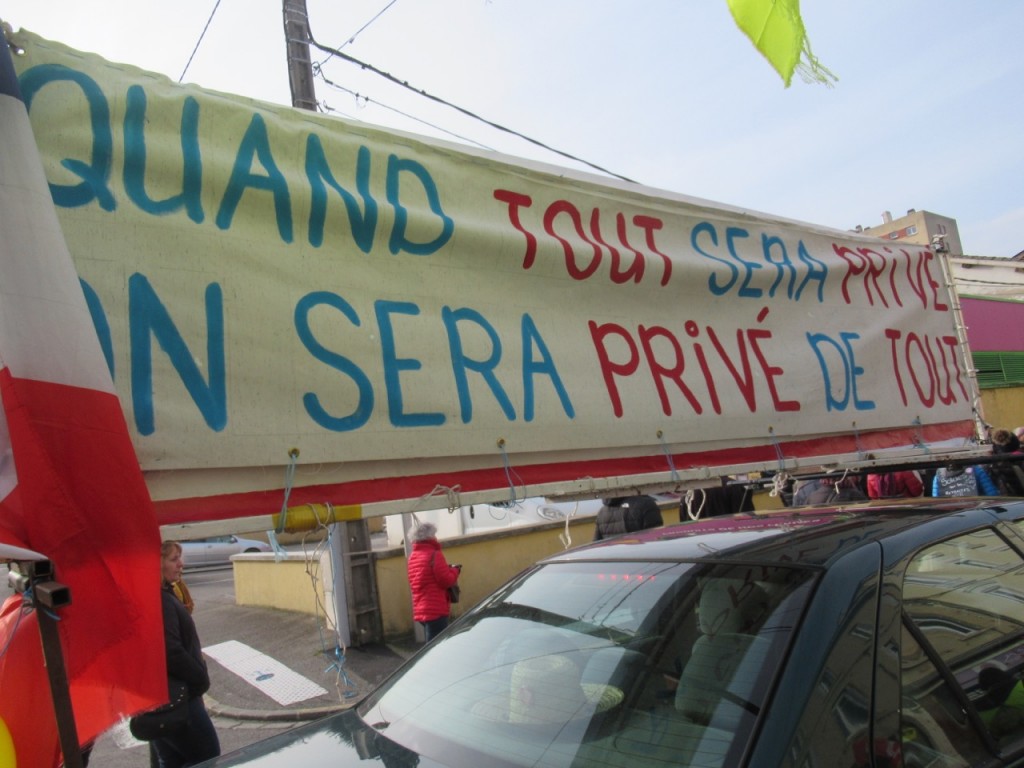 QUAND TOUT SERA PRIVÉ
ON SERA PRIVÉ DE TOUT